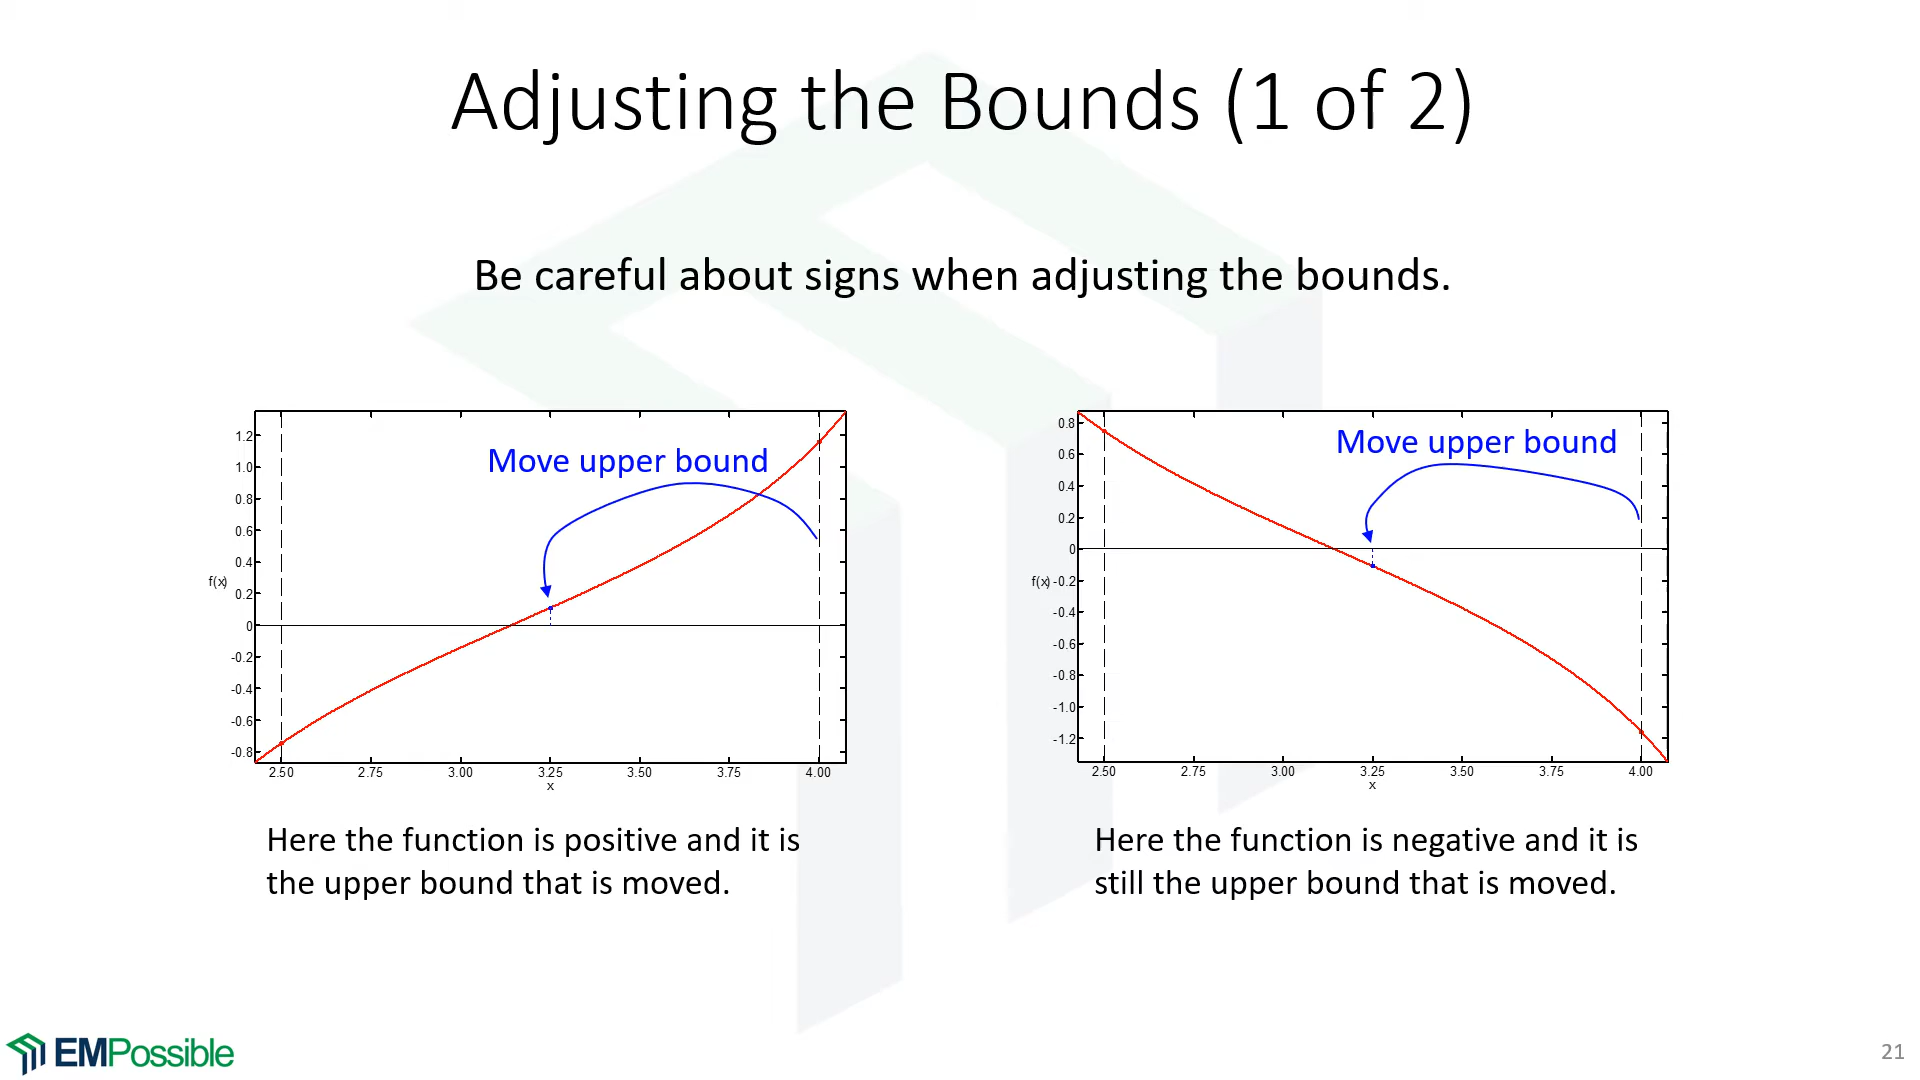 Adjusting the Bounds (1 of 2)
Be careful about signs when adjusting the bounds.
Move upper bound
1.2
1.0
0.8
0.6
0.4
f(x)
0.2
0
-0.2
-0.4
-0.6
-0.8
2.50 2.75 3.00 3.25 3.50 3.75 4.00
x
Here the function is positive and it is
the upper bound that is moved.
Move upper bound
0.8
0.6
0.4
0.2
0
f(x) -0.2
-0.4
-0.6
-0.8
-1.0
-1.2
2.50 2.75 3.00 3.25 3.50 3.75 4.00
x
Here the function is negative and it is
still the upper bound that is moved.
EMPossible
21